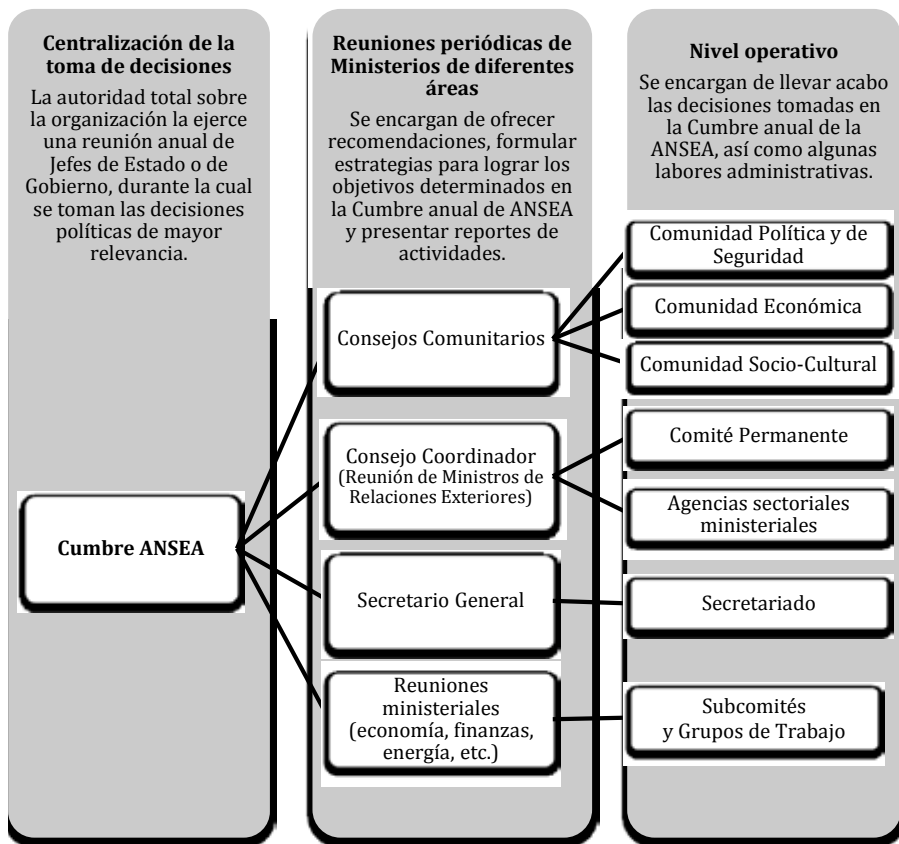 Centralización de la
toma de decisiones
La autoridad total sobre
la organización la ejerce
una reunión anual de
Jefes de Estado o de
Gobierno, durante la cual
se toman las decisiones
políticas de mayor
relevancia.
Cumbre ANSEA
Reuniones periódicas de
Ministerios de diferentes
áreas
Se encargan de ofrecer
recomendaciones, formular
estrategias para lograr los
objetivos determinados en
la Cumbre anual de ANSEA
y presentar reportes de
actividades.
Consejos Comunitarios
Consejo Coordinador
(Reunión de Ministros de
Relaciones Exteriores)
Secretario General
Reuniones
ministeriales
(economía, finanzas,
energía, etc.)
Nivel operativo
Se encargan de llevar acabo
las decisiones tomadas en
la Cumbre anual de la
ANSEA, así como algunas
labores administrativas.
Comunidad Política y de
Seguridad
Comunidad Económica
Comunidad Socio-Cultural
Comité Permanente
Agencias sectoriales
ministeriales
Secretariado
Subcomités
y Grupos de Trabajo